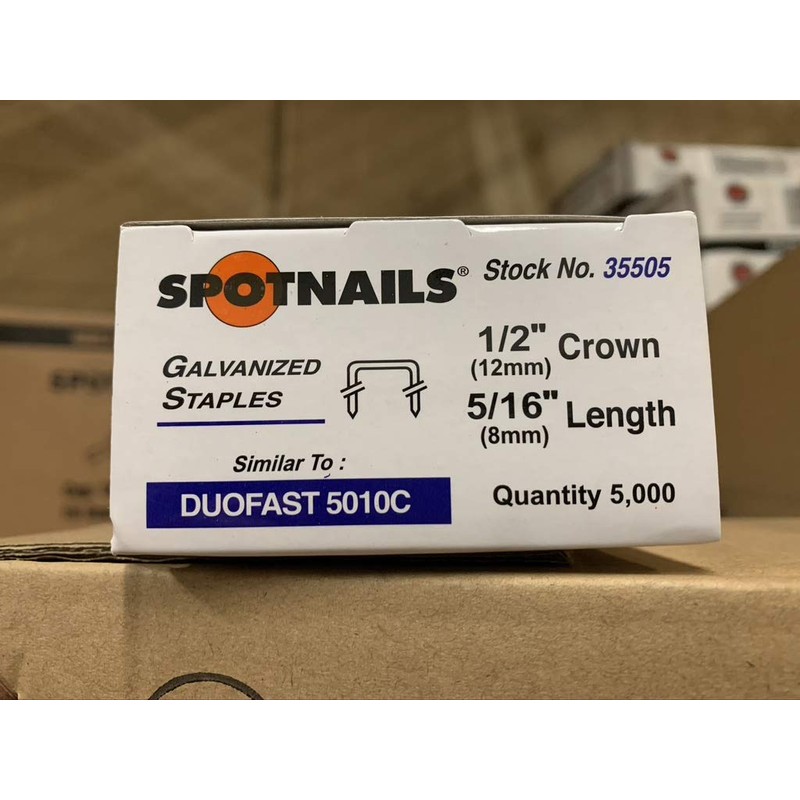 SPOTNAILS®
Stock No. 35505
GALVANIZED
STAPLES
1/2" Crown
(12mm)
5/16" Length
(8mm)
Similar To :
DUOFAST 5010C
Quantity 5,000